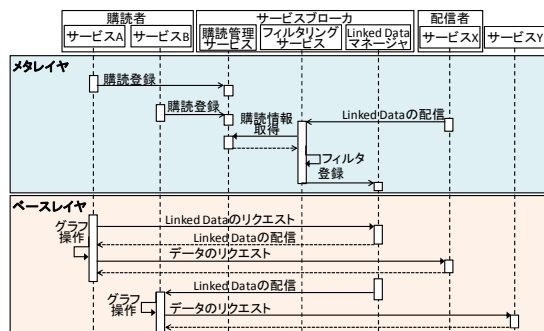 購読者
サービスブローカ
配信者
サービスA
サービスB
購読管理
サービス
フィルタリング
サービス
Linked Data
マネージャ
サービスX
サービスY
メタレイヤ
購読登録
購読登録
購読情報
取得
Linked Dataの配信
フィルタ
登録
ベースレイヤ
Linked Dataのリクエスト
グラフ
操作
Linked Dataの配信
データのリクエスト
Linked Dataの配信
グラフ
操作
データのリクエスト